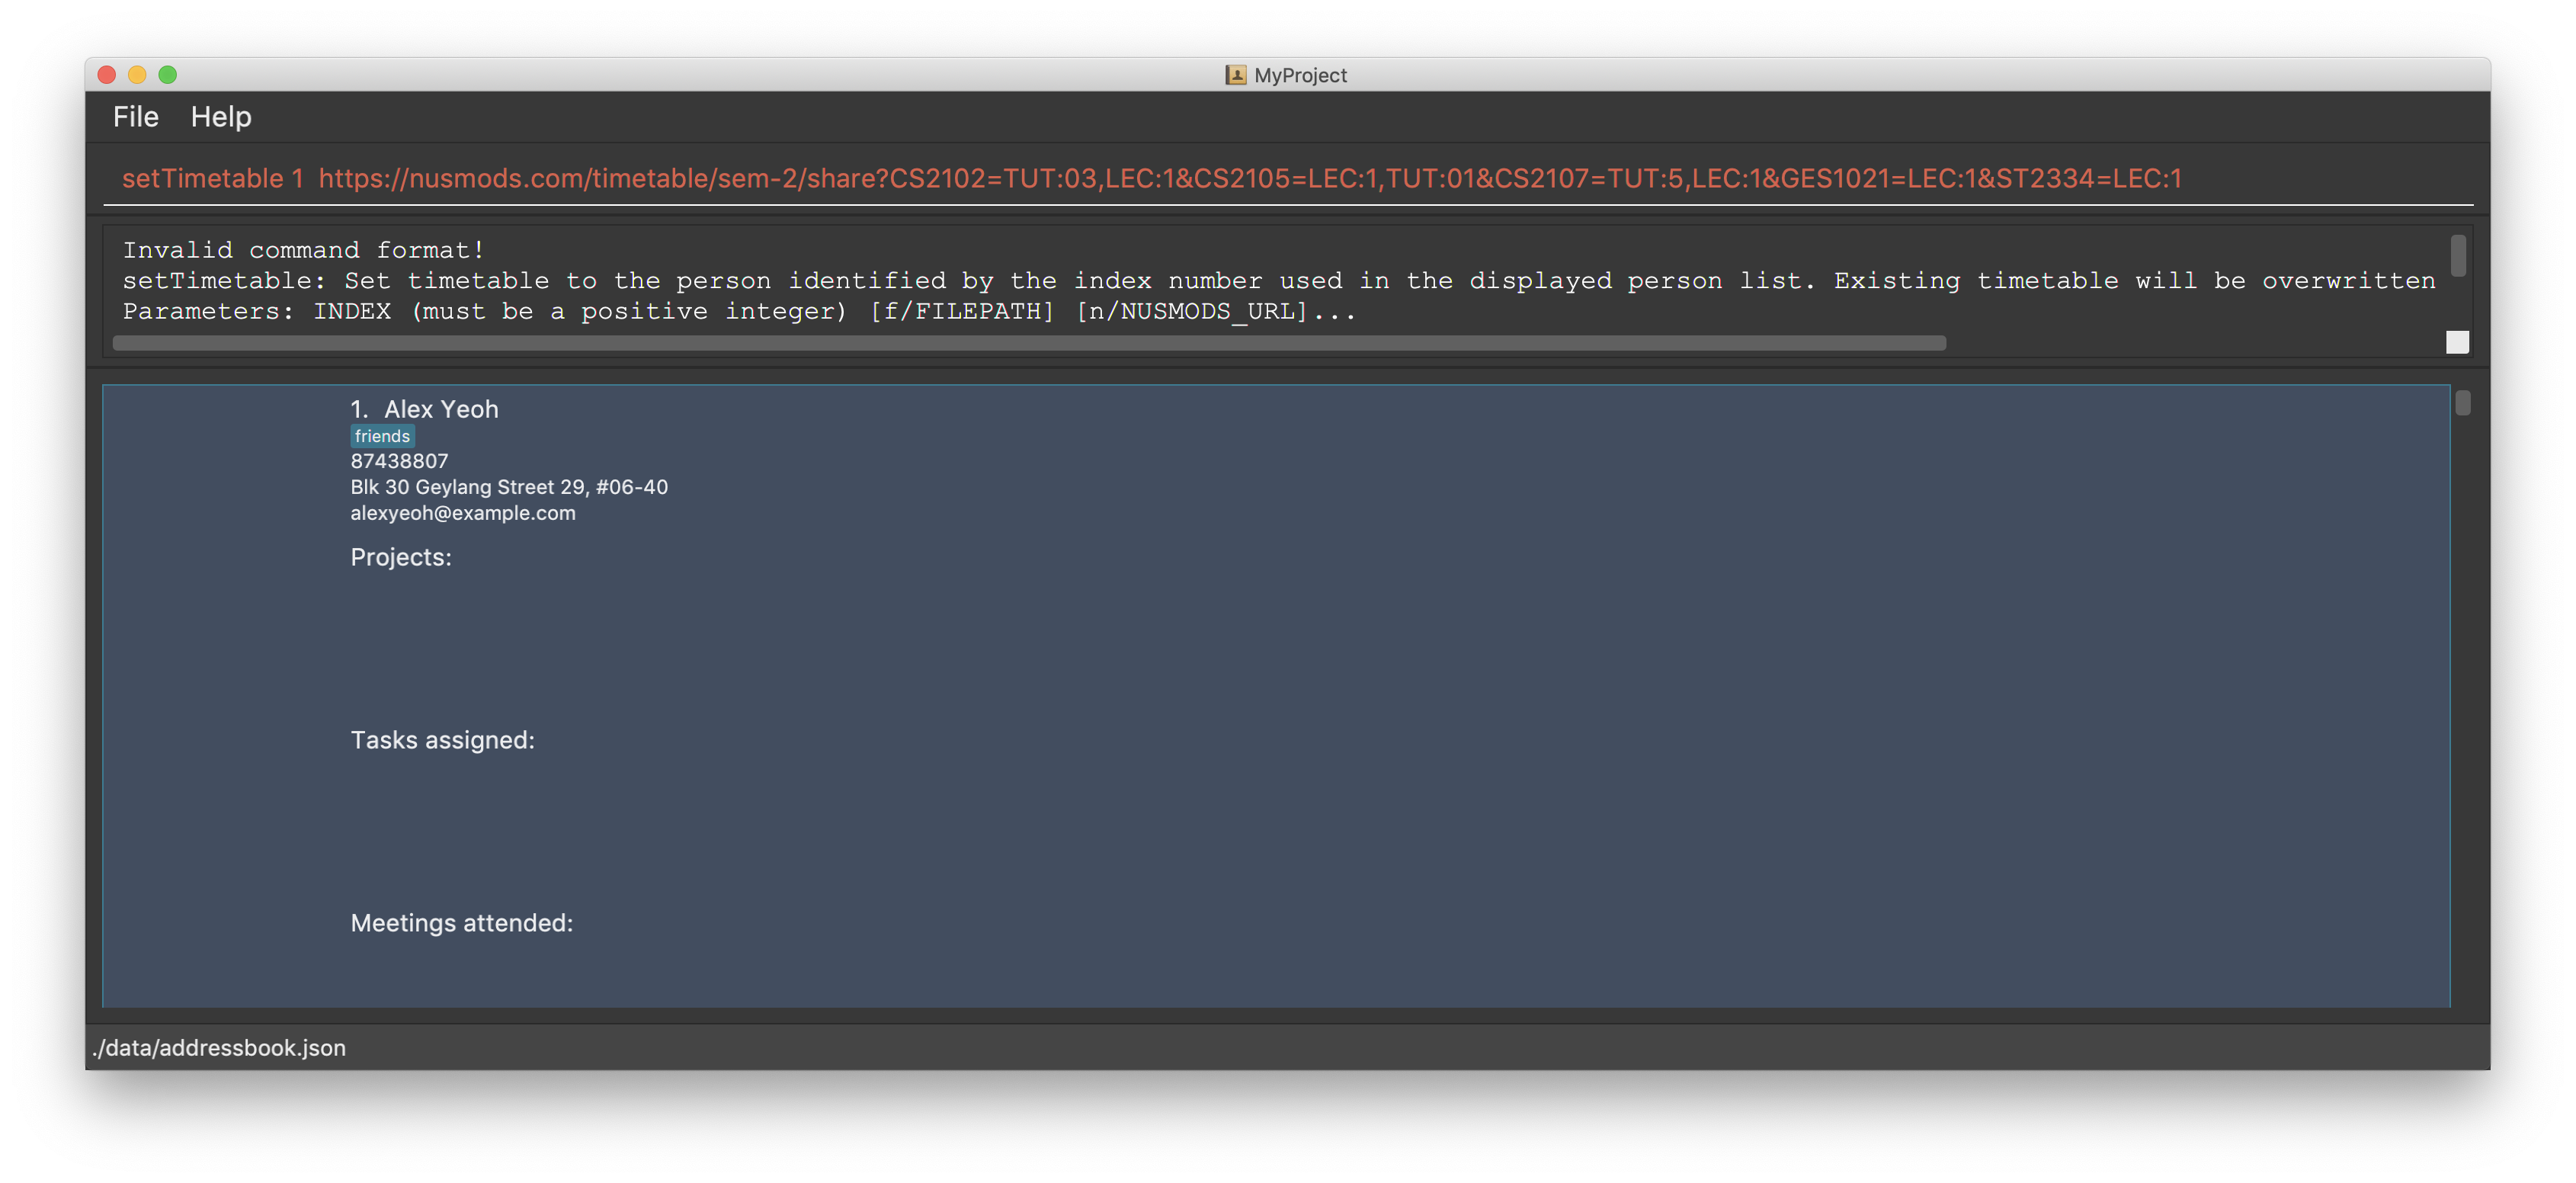 MyProject
File Help
setTimetable 1 https://nusmods.com/timetable/sem-2/share?CS2102=TUT:03,LEC:1&CS2105=LEC:1,TUT:01&CS2107=TUT:5,LEC:1&GES1021=LEC:1&ST2334=LEC:1
Invalid command format!
setTimetable: Set timetable to the person identified by the index number used in the displayed person list. Existing timetable will be overwritten
Parameters: INDEX (must be a positive integer) [f/FILEPATH] [n/NUSMODS_URL]...
1. Alex Yeoh
friends
87438807
Blk 30 Geylang Street 29, #06-40
alexyeoh@example.com
Projects:
Tasks assigned:
Meetings attended:
./data/addressbook.json